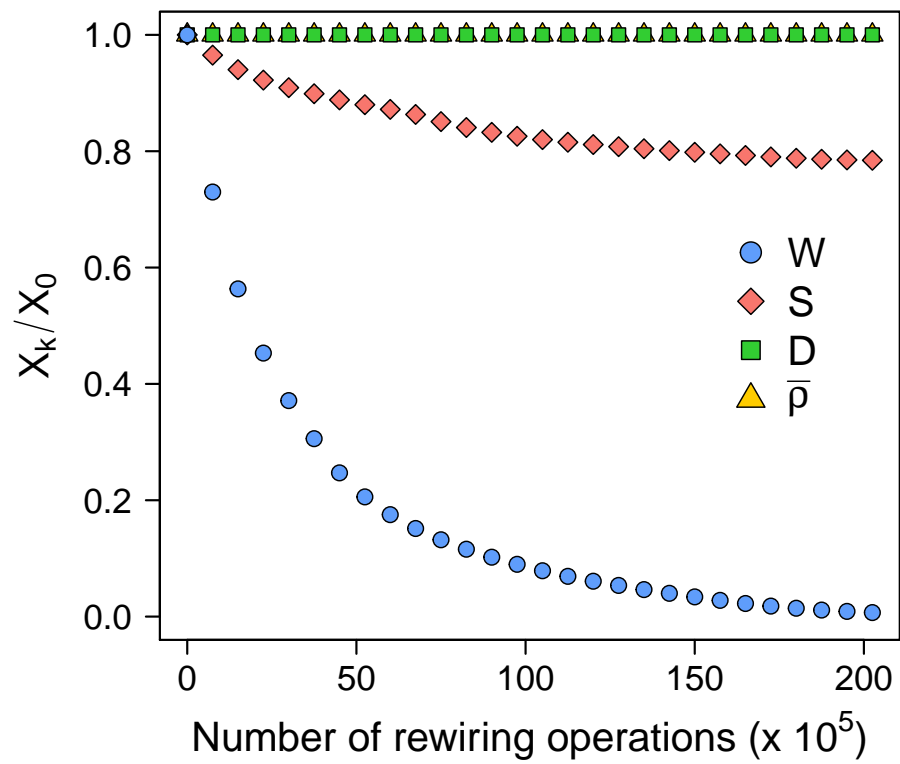 1.0
0.8
0.6
0.4
0.2
0.0
X_k / X_0
W
S
D
ρ̅
0 50 100 150 200
Number of rewiring operations (x 10^5)